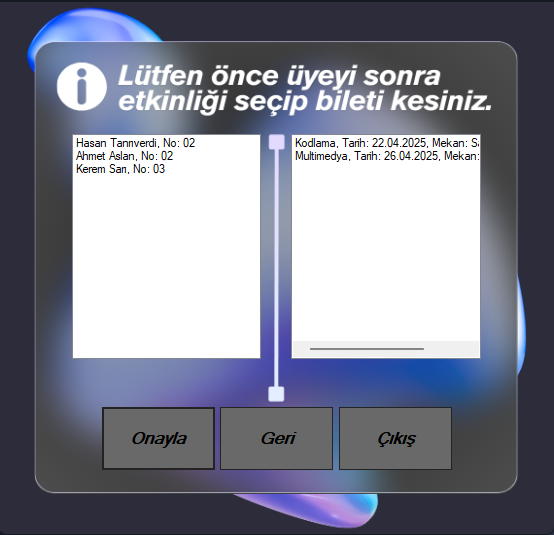 Lütfen önce üyeyi sonra
etkinliği seçip bileti kesiniz.
Hasan Tanrıverdi, No: 02
Ahmet Aslan, No: 02
Kerem Sarı, No: 03
Kodlama, Tarih: 22.04.2025, Mekan: Sa
Multimedya, Tarih: 26.04.2025, Mekan:
Onayla
Geri
Çıkış